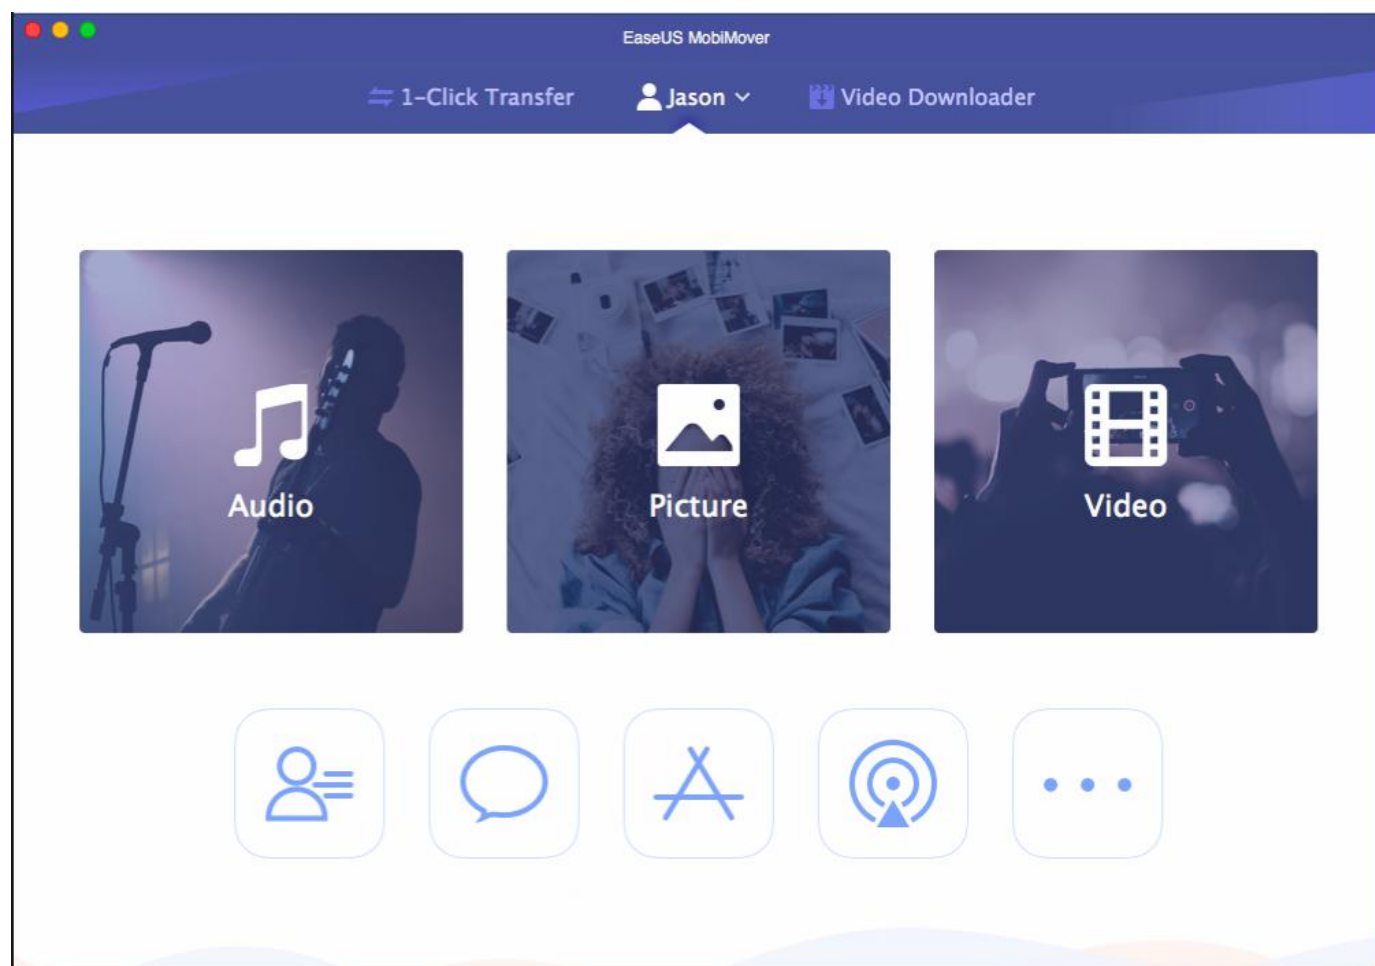 EaseUS MobiMover
1-Click Transfer
Jason
Video Downloader
Audio
Picture
Video